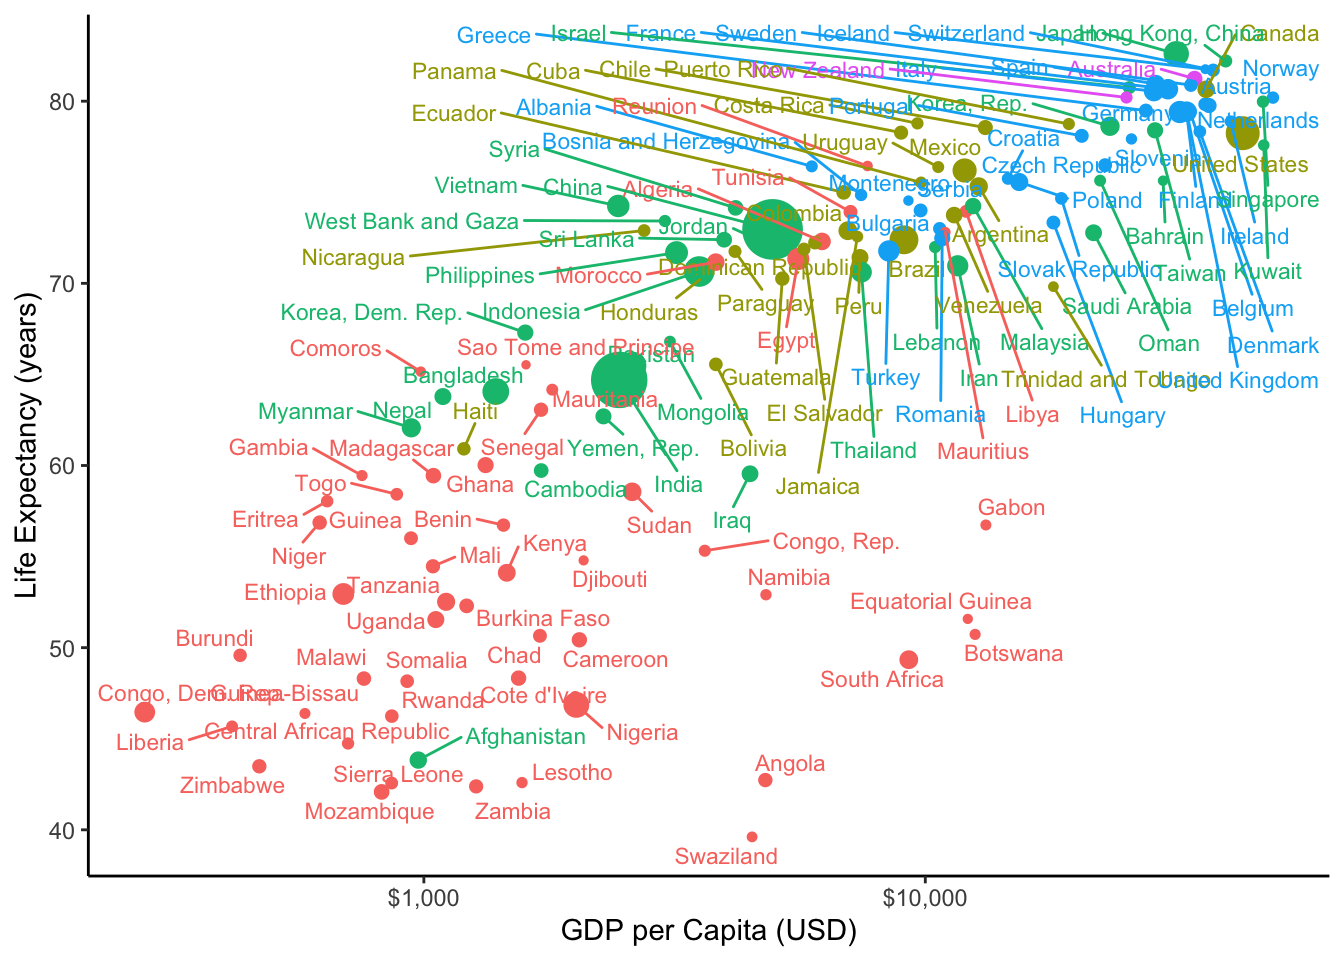 Greece
Israel
France
Sweden
Iceland
Switzerland
Japan
Hong Kong, China
Canada
Panama
Cuba
Chile
Puerto Rico
New Zealand
Italy
Spain
Australia
Norway
Austria
Ecuador
Albania
Reunion
Costa Rica
Portugal
Korea, Rep.
Germany
Netherlands
80
Syria
Bosnia and Herzegovina
Uruguay
Mexico
Croatia
Czech Republic
Slovenia
United States
Vietnam
China
Algeria
Tunisia
Montenegro
Serbia
Poland
Finland
Singapore
West Bank and Gaza
Jordan
Colombia
Bulgaria
Argentina
Bahrain
Ireland
Nicaragua
Sri Lanka
Philippines
Morocco
Dominican Republic
Brazil
Slovak Republic
Taiwan
Kuwait
70
Korea, Dem. Rep.
Indonesia
Honduras
Paraguay
Peru
Venezuela
Saudi Arabia
Belgium
Comoros
Sao Tome and Principe
Pakistan
Egypt
Lebanon
Malaysia
Oman
Denmark
Bangladesh
Guatemala
Turkey
Iran
Trinidad and Tobago
United Kingdom
Myanmar
Nepal
Haiti
Mauritania
Mongolia
El Salvador
Romania
Libya
Hungary
Gambia
Madagascar
Senegal
Yemen, Rep.
Bolivia
Thailand
Mauritius
60
Togo
Ghana
Cambodia
India
Jamaica
Eritrea
Guinea
Benin
Sudan
Iraq
Gabon
Niger
Mali
Kenya
Congo, Rep.
Ethiopia
Tanzania
Djibouti
Namibia
Uganda
Burkina Faso
Equatorial Guinea
50
Burundi
Malawi
Somalia
Chad
Cameroon
Botswana
South Africa
Congo, Dem. Rep.
Guinea-Bissau
Rwanda
Cote d'Ivoire
Liberia
Central African Republic
Afghanistan
Nigeria
Zimbabwe
Sierra Leone
Lesotho
Angola
Mozambique
Zambia
40
Swaziland
$1,000
$10,000
GDP per Capita (USD)
Life Expectancy (years)